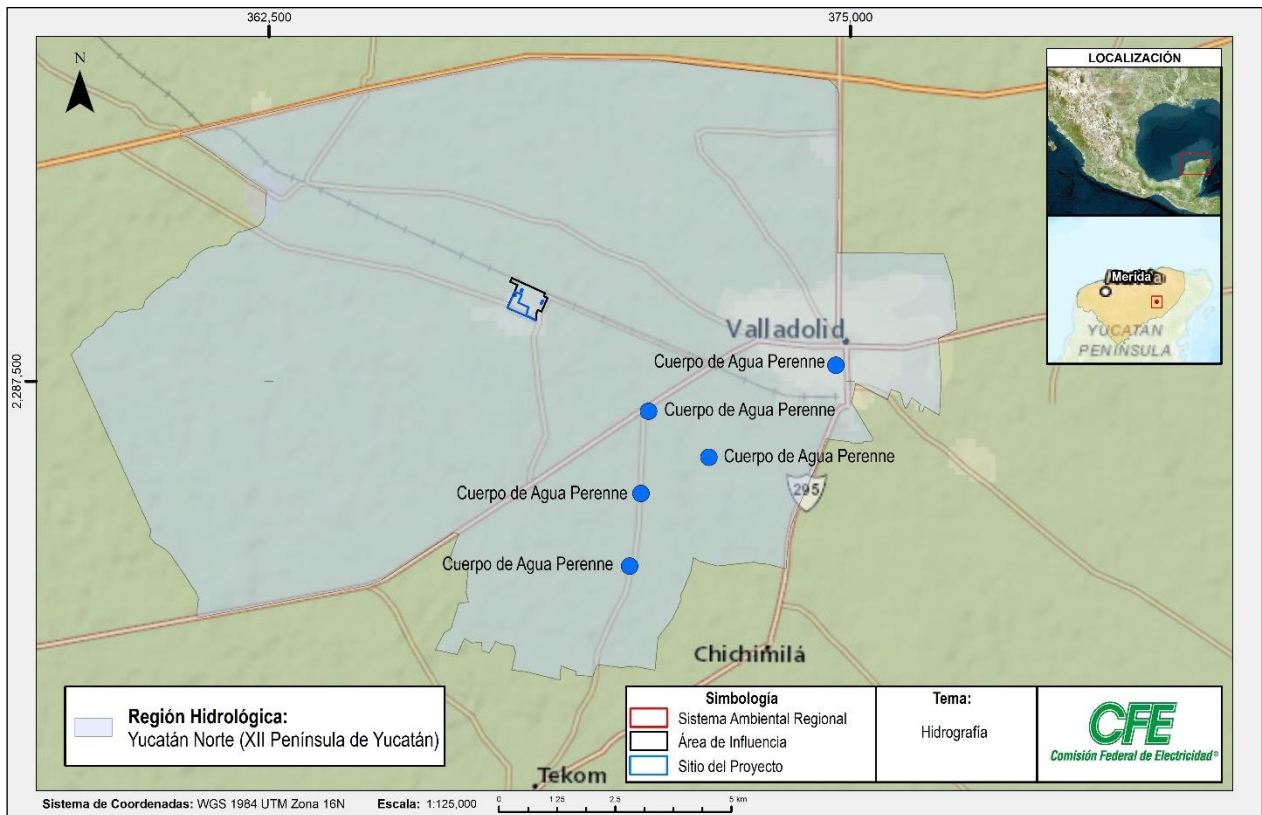 362,500
375,000
N
LOCALIZACIÓN
Merida
YUCATÁN
PENÍNSULA
2,287,500
Valladolid
Cuerpo de Agua Perenne
Cuerpo de Agua Perenne
Cuerpo de Agua Perenne
Cuerpo de Agua Perenne
295
Cuerpo de Agua Perenne
Chichimilá
Tekom
Región Hidrológica:
Yucatán Norte (XII Península de Yucatán)
Simbología
Sistema Ambiental Regional
Área de Influencia
Sitio del Proyecto
Tema:
Hidrografía
CFE
Comisión Federal de Electricidad®
Sistema de Coordenadas: WGS 1984 UTM Zona 16N
Escala: 1:125,000
0 1.25 2.5 5 km